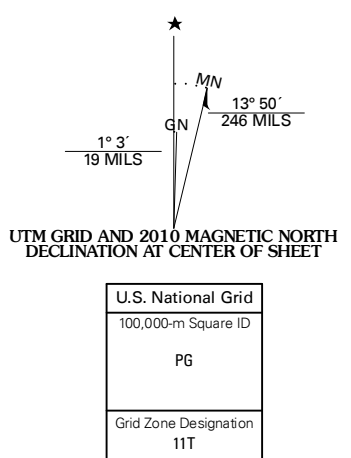 ★
MN
GN
13° 50´
246 MILS
1° 3´
19 MILS
UTM GRID AND 2010 MAGNETIC NORTH
DECLINATION AT CENTER OF SHEET
U.S. National Grid
100,000-m Square ID
PG
Grid Zone Designation
11T